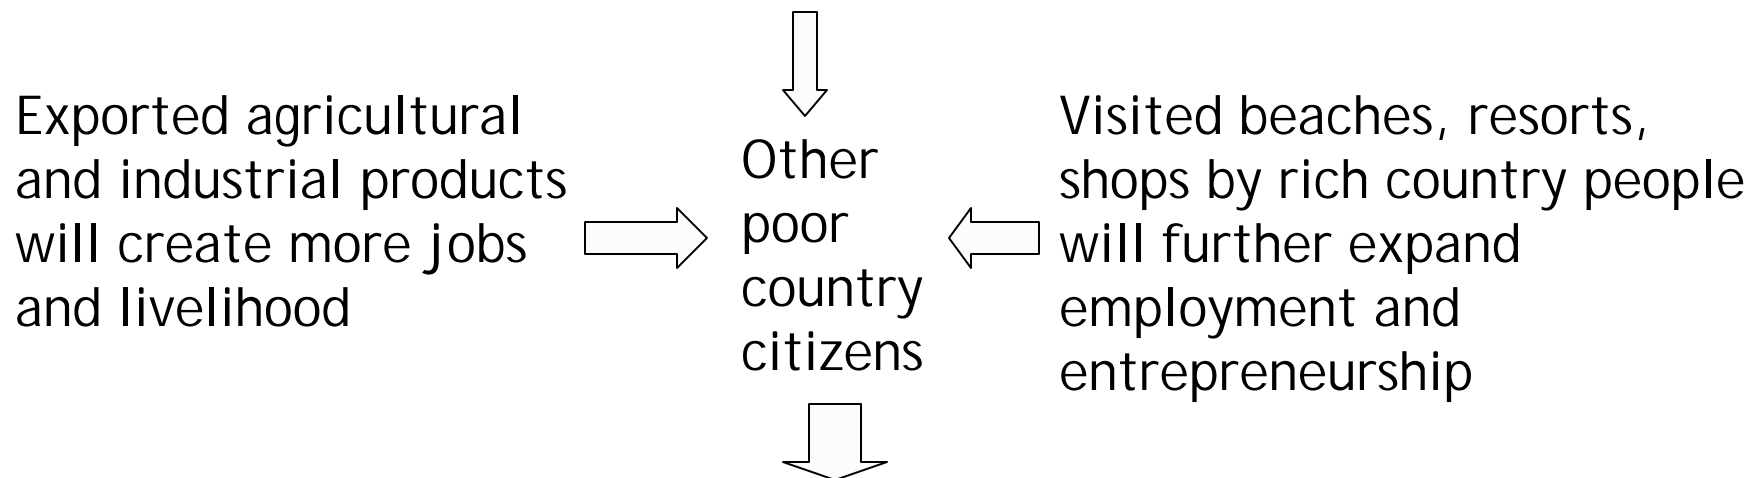 Exported agricultural
and industrial products
will create more jobs
and livelihood
Other
poor
country
citizens
Visited beaches, resorts,
shops by rich country people
will further expand
employment and
entrepreneurship